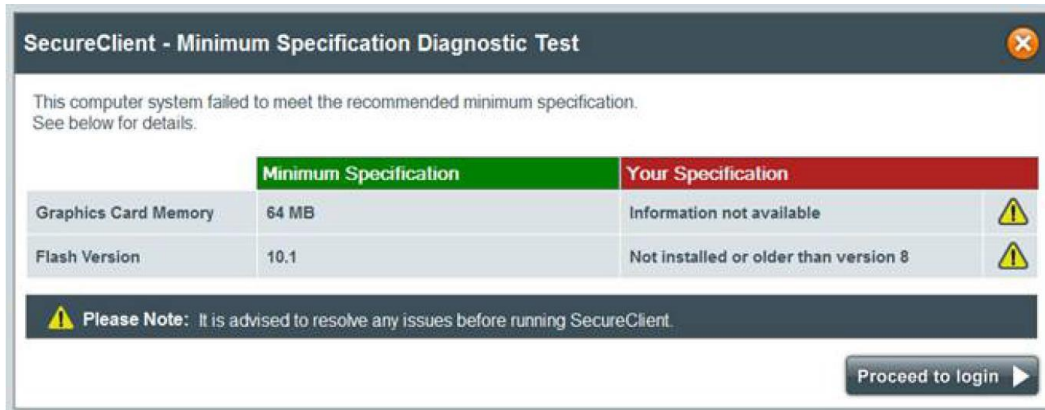 SecureClient - Minimum Specification Diagnostic Test
This computer system failed to meet the recommended minimum specification.
See below for details.
Minimum Specification Your Specification
Graphics Card Memory 64 MB Information not available
Flash Version 10.1 Not installed or older than version 8
Please Note: It is advised to resolve any issues before running SecureClient.
Proceed to login